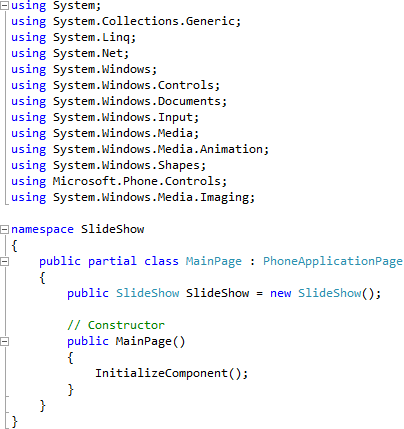 using System;
using System.Collections.Generic;
using System.Linq;
using System.Net;
using System.Windows;
using System.Windows.Controls;
using System.Windows.Documents;
using System.Windows.Input;
using System.Windows.Media;
using System.Windows.Media.Animation;
using System.Windows.Shapes;
using Microsoft.Phone.Controls;
using System.Windows.Media.Imaging;

namespace SlideShow
{
    public partial class MainPage : PhoneApplicationPage
    {
        public SlideShow SlideShow = new SlideShow();

        // Constructor
        public MainPage()
        {
            InitializeComponent();
        }
    }
}